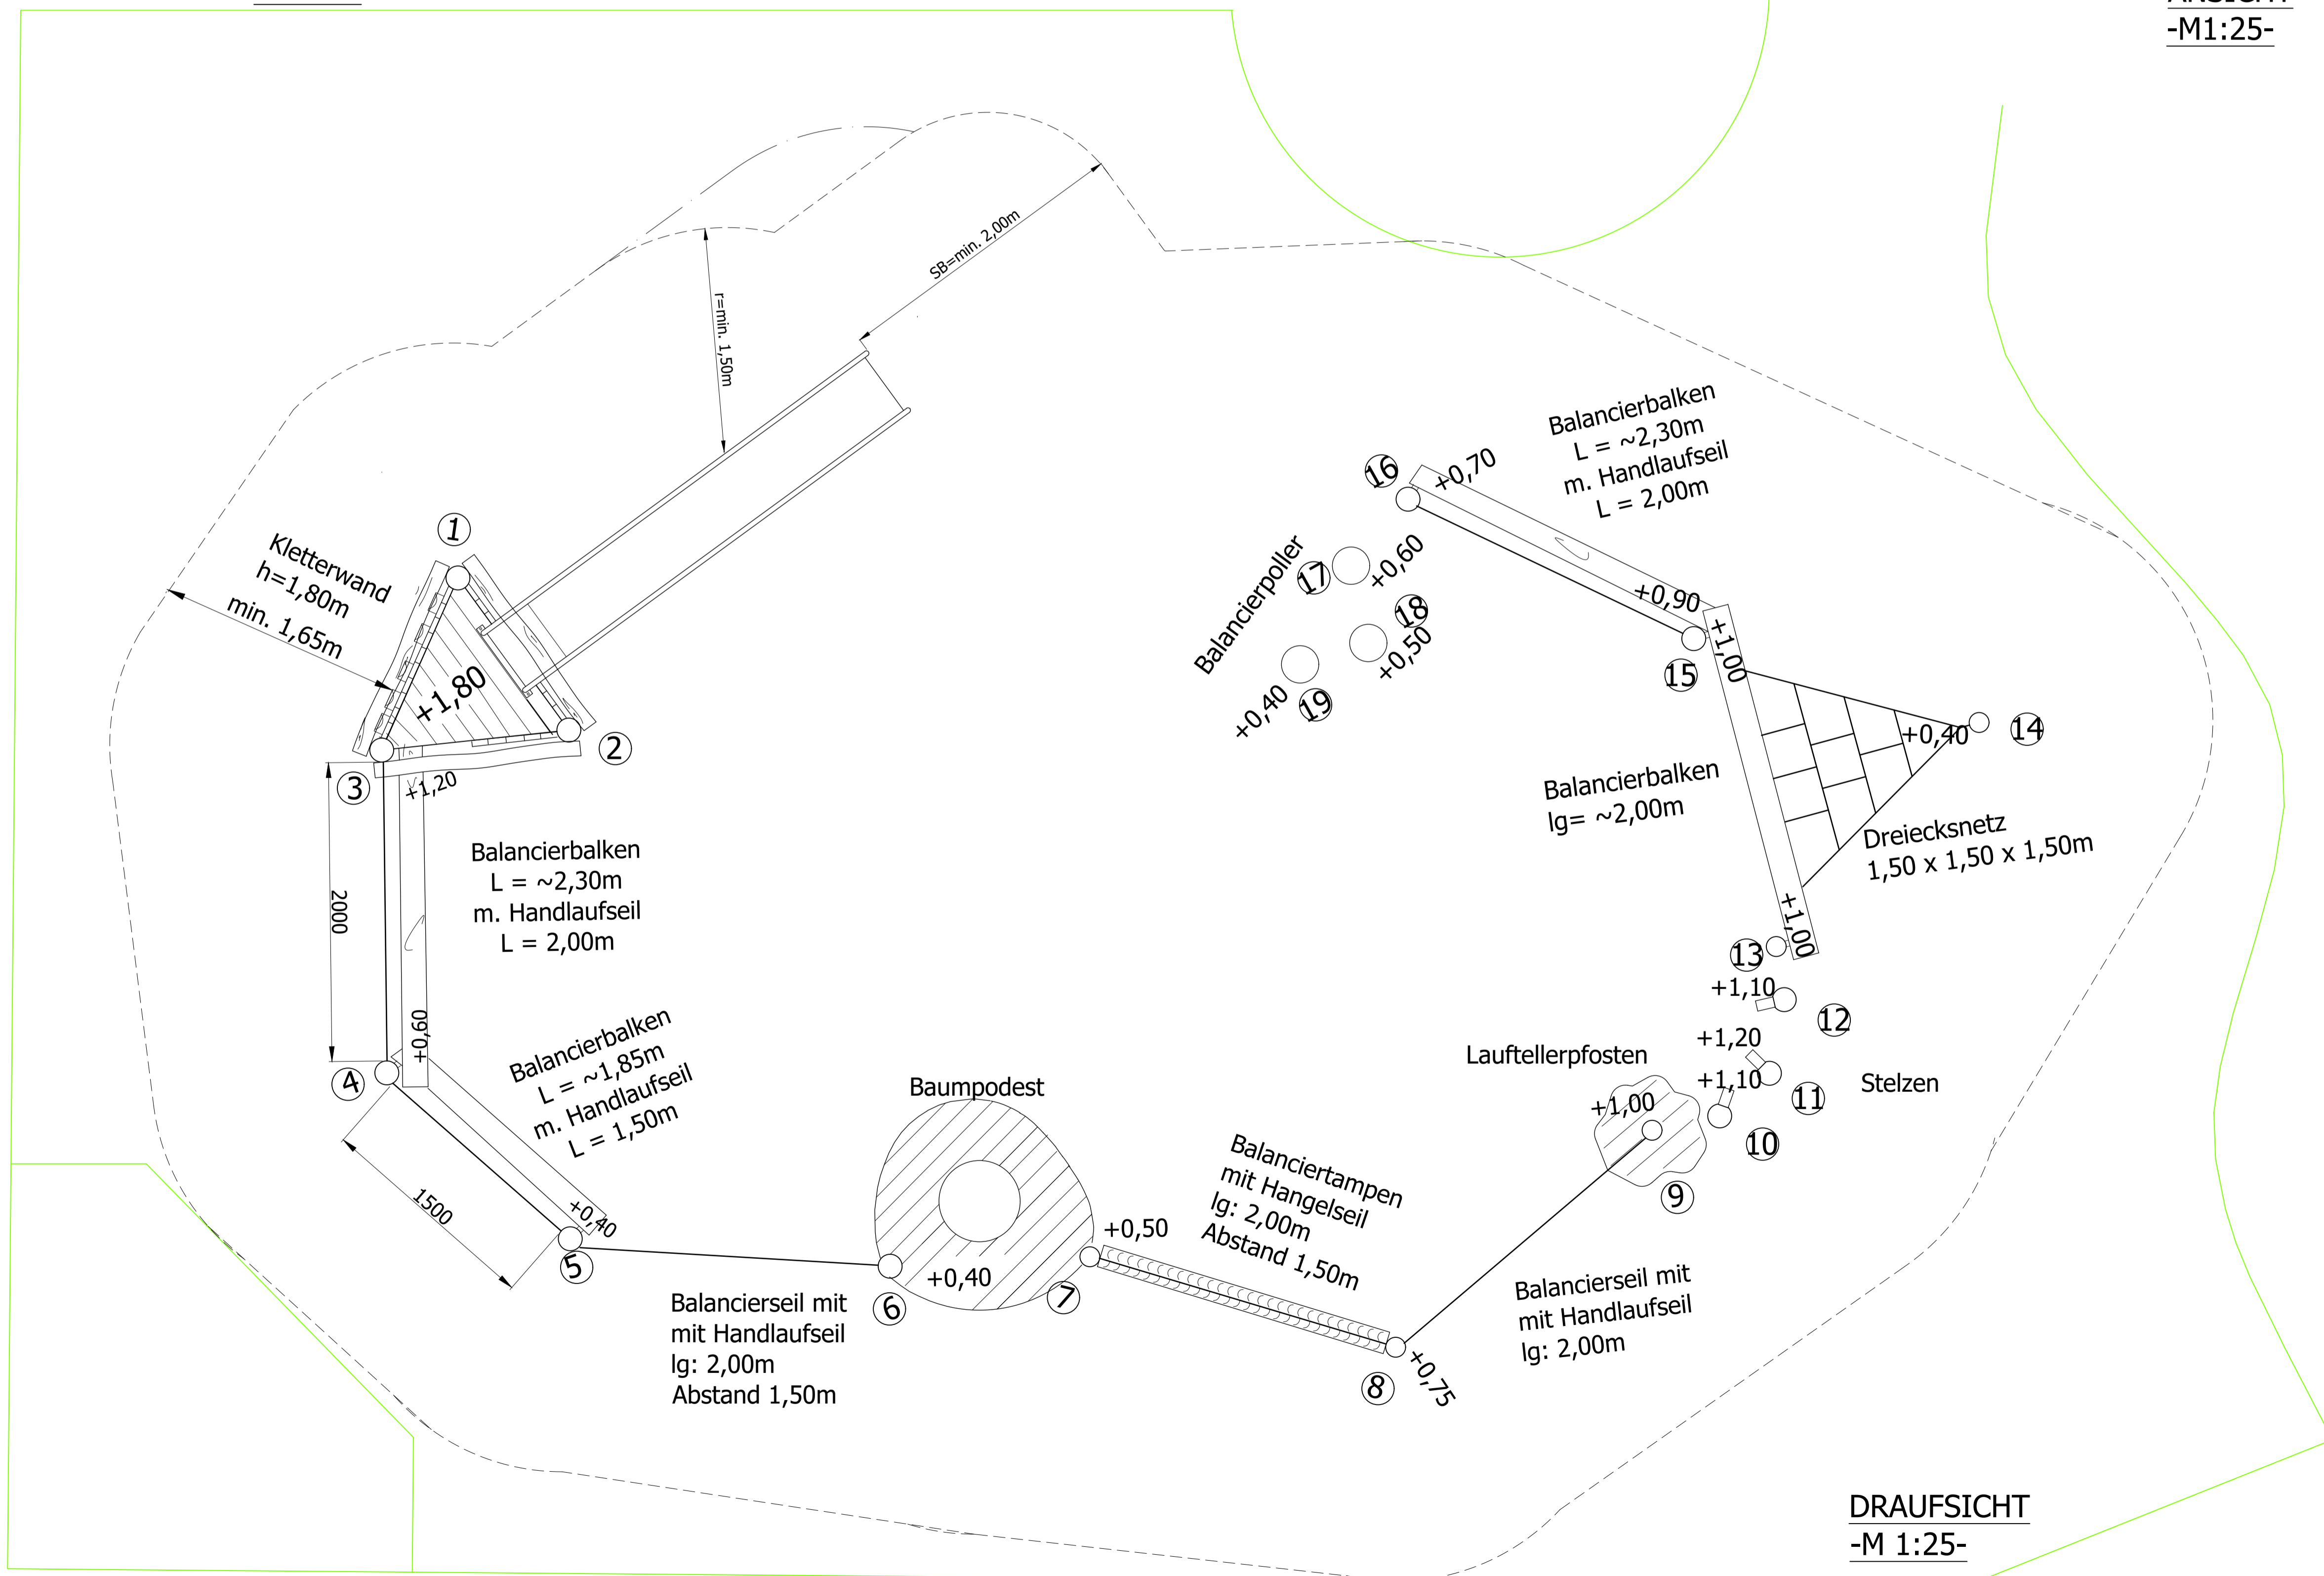 -M1:25-
SB=min. 2,00m
r=min. 1,50m
Kletterwand
h=1,80m
min. 1,65m
1
+1,80
2
3
+1,20
2000
Balancierbalken
L = ~2,30m
m. Handlaufseil
L = 2,00m
+0,60
4
Balancierbalken
L = ~1,85m
m. Handlaufseil
L = 1,50m
1500
+0,40
5
Balancierseil mit
mit Handlaufseil
lg: 2,00m
Abstand 1,50m
Baumpodest
6
+0,40
7
+0,50
Balanciertampen
mit Hangelseil
lg: 2,00m
Abstand 1,50m
8
+0,75
Balancierseil mit
mit Handlaufseil
lg: 2,00m
Lauftellerpfosten
+1,00
9
+1,10
10
+1,20
11
Stelzen
+1,10
12
13
+1,00
Balancierbalken
lg= ~2,00m
Dreiecksnetz
1,50 x 1,50 x 1,50m
+0,40
14
+1,00
15
+0,90
Balancierbalken
L = ~2,30m
m. Handlaufseil
L = 2,00m
16
+0,70
Balancierpoller
17
+0,60
18
+0,50
19
+0,40
DRAUFSICHT
-M 1:25-